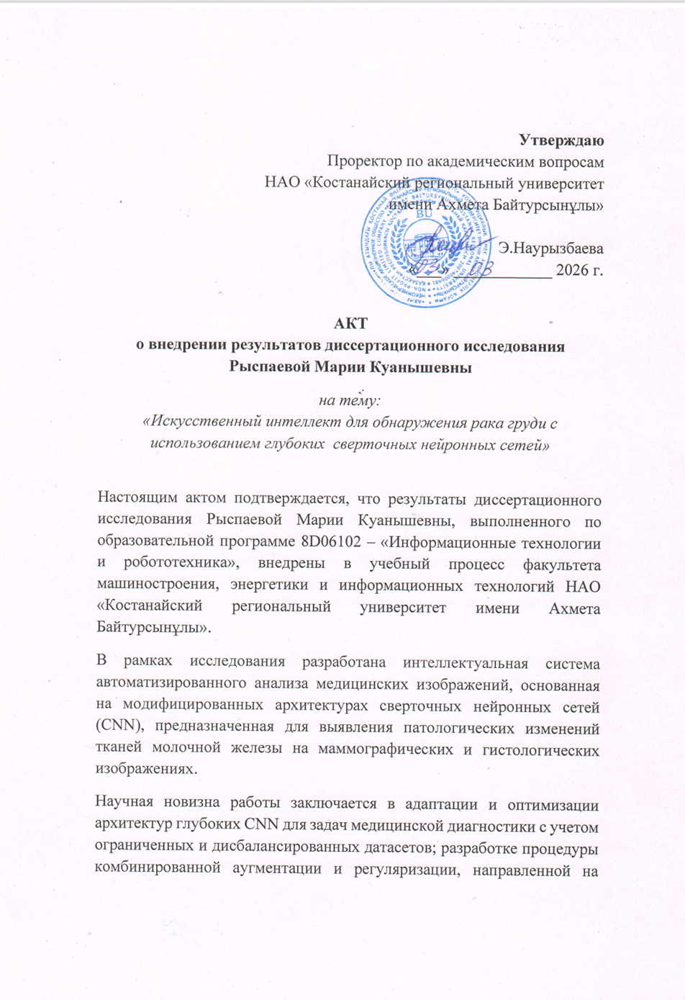 Утверждаю
Проректор по академическим вопросам
НАО «Костанайский региональный университет
имени Ахмета Байтурсынұлы»
BU
Э.Наурызбаева
«03» 03 2026 г.
АКТ
о внедрении результатов диссертационного исследования
Рыспаевой Марии Куанышевны
на тему:
«Искусственный интеллект для обнаружения рака груди с
использованием глубоких сверточных нейронных сетей»
Настоящим актом подтверждается, что результаты диссертационного
исследования Рыспаевой Марии Куанышевны, выполненного по
образовательной программе 8D06102 – «Информационные технологии
и робототехника», внедрены в учебный процесс факультета
машиностроения, энергетики и информационных технологий НАО
«Костанайский региональный университет имени Ахмета
Байтурсынұлы».
В рамках исследования разработана интеллектуальная система
автоматизированного анализа медицинских изображений, основанная
на модифицированных архитектурах сверточных нейронных сетей
(CNN), предназначенная для выявления патологических изменений
тканей молочной железы на маммографических и гистологических
изображениях.
Научная новизна работы заключается в адаптации и оптимизации
архитектур глубоких CNN для задач медицинской диагностики с учетом
ограниченных и дисбалансированных датасетов; разработке процедуры
комбинированной аугментации и регуляризации, направленной на